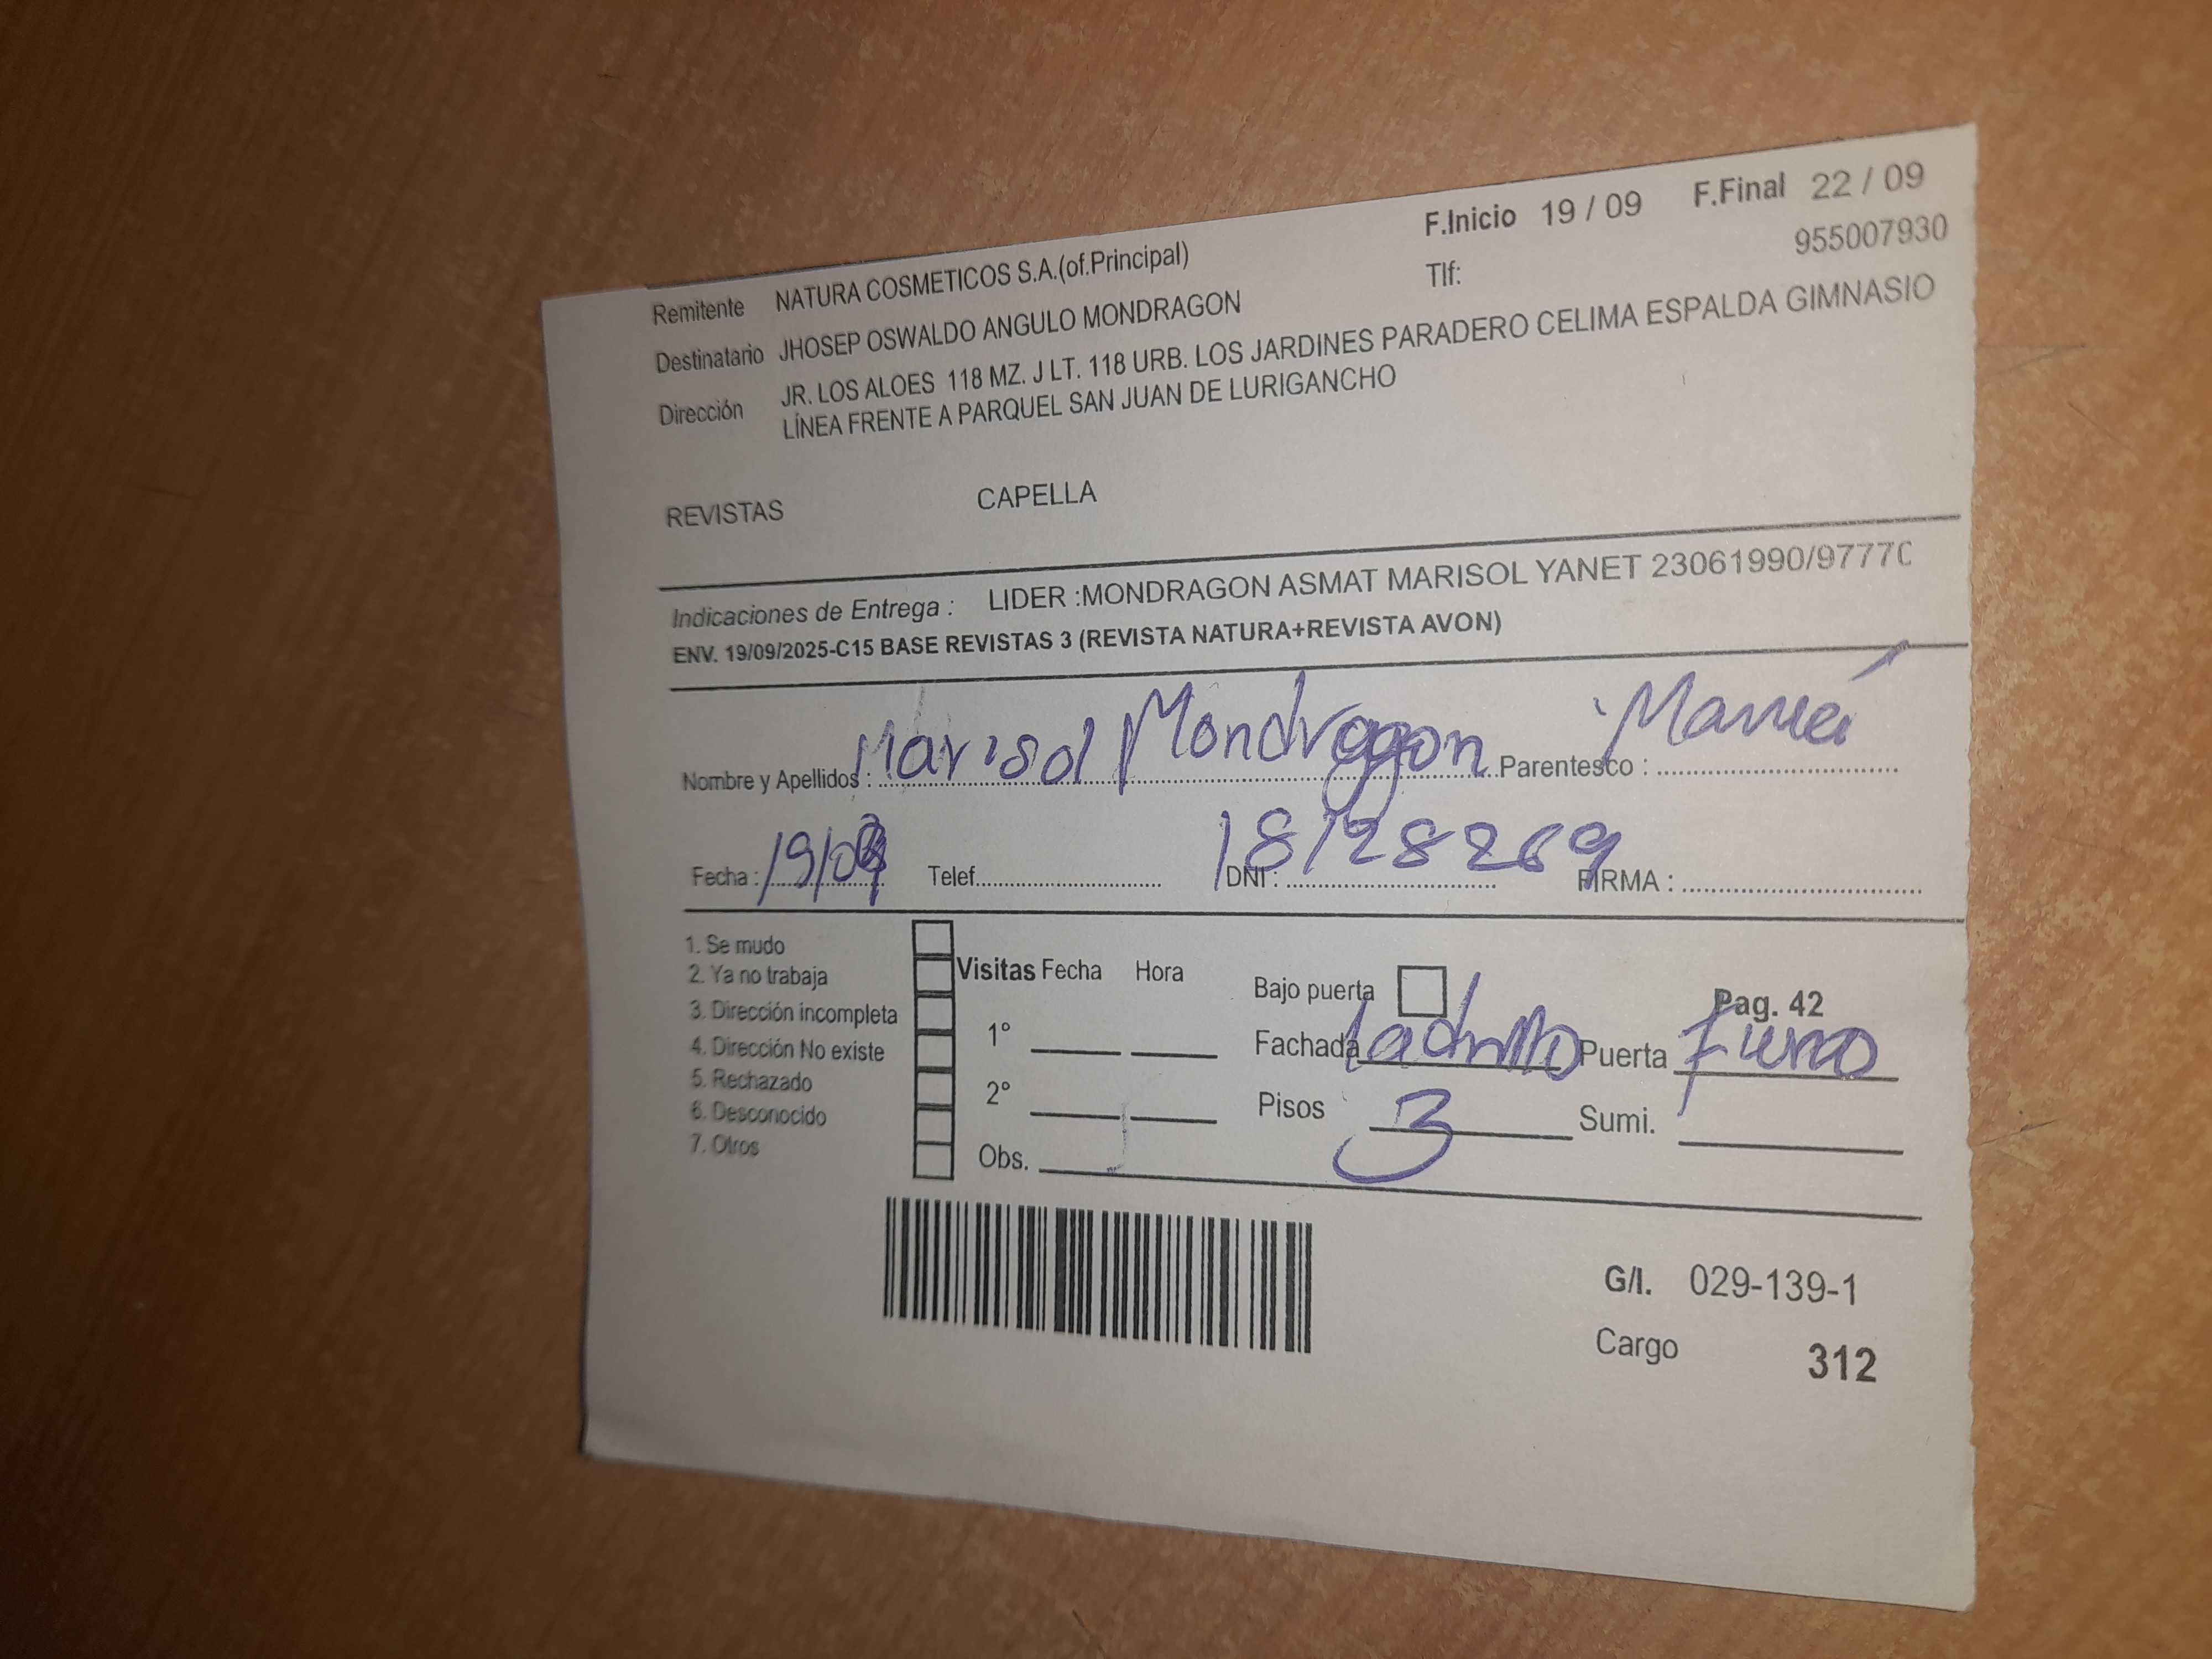 F.Inicio 19 / 09 F.Final 22 / 09
Remitente NATURA COSMETICOS S.A.(of.Principal) Tlf: 955007930
Destinatario JHOSEP OSWALDO ANGULO MONDRAGON
Dirección JR. LOS ALOES 118 MZ. J LT. 118 URB. LOS JARDINES PARADERO CELIMA ESPALDA GIMNASIO
LÍNEA FRENTE A PARQUEL SAN JUAN DE LURIGANCHO
REVISTAS CAPELLA
Indicaciones de Entrega : LIDER :MONDRAGON ASMAT MARISOL YANET 23061990/9777
ENV. 19/09/2025-C15 BASE REVISTAS 3 (REVISTA NATURA+REVISTA AVON)
Nombre y Apellidos : Marisol Mondragon Parentesco : Mamá
Fecha : 19/09 Telef. DNI : 18128269 FIRMA :
1. Se mudo
2. Ya no trabaja
3. Dirección incompleta
4. Dirección No existe
5. Rechazado
6. Desconocido
7. Otros
Visitas Fecha Hora
1°
2°
Obs.
Bajo puerta Pag. 42
Fachada ladrillo Puerta fierro
Pisos 3 Sumi.
G/I. 029-139-1
Cargo 312